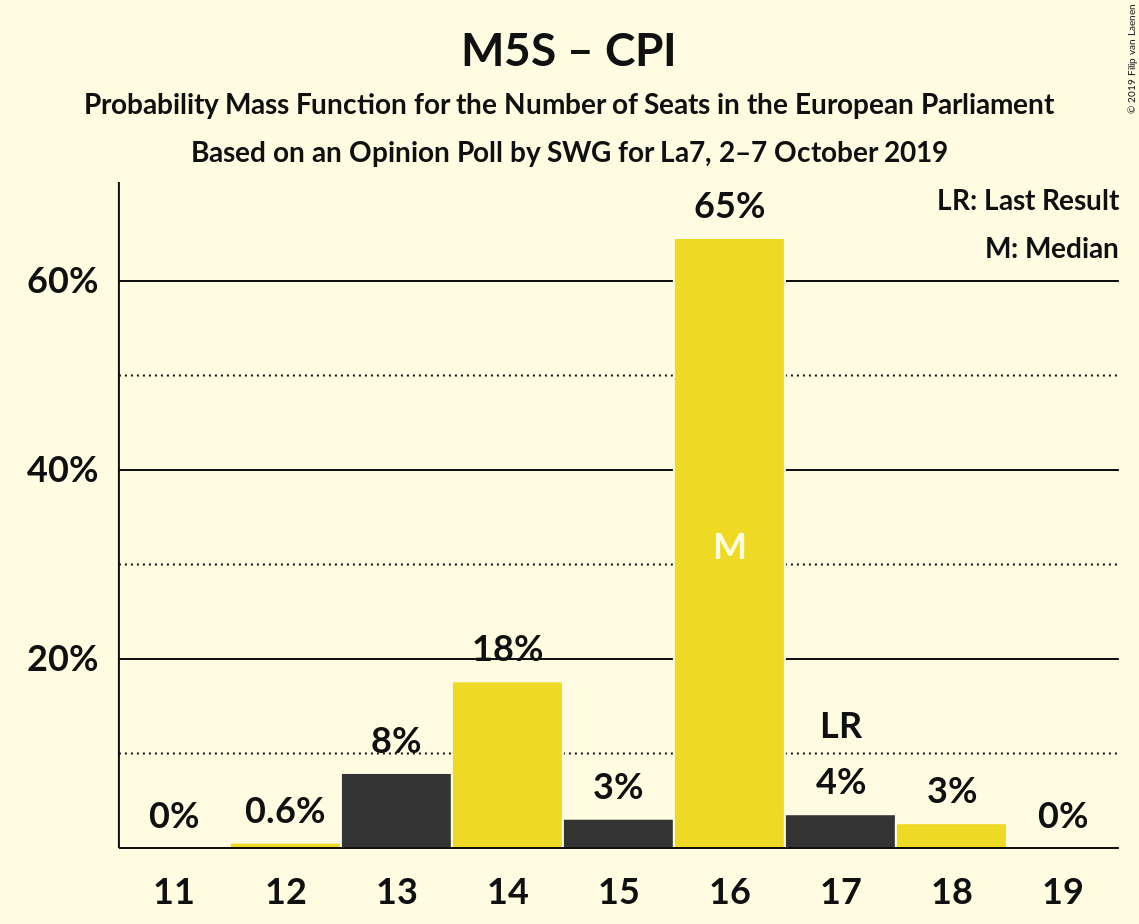 M5S – CPI
Probability Mass Function for the Number of Seats in the European Parliament
Based on an Opinion Poll by SWG for La7, 2–7 October 2019
© 2019 Filip van Laenen
LR: Last Result
M: Median
65%
60%
40%
M
20%
18%
LR
8%
4%
3%
3%
0.6%
0%
0%
11 12 13 14 15 16 17 18 19